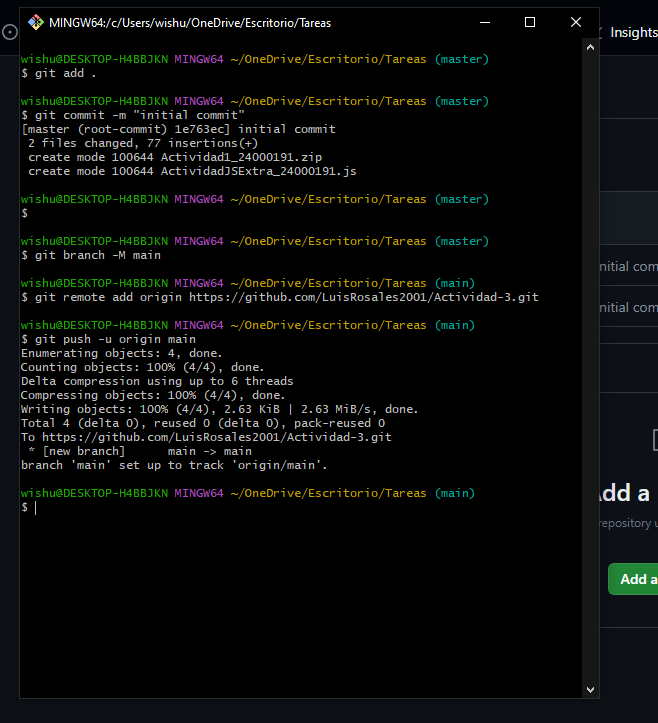 MINGW64:/c/Users/wishu/OneDrive/Escritorio/Tareas
Insights
wishu@DESKTOP-H4BBJKN MINGW64 ~/OneDrive/Escritorio/Tareas (master)
$ git add .
wishu@DESKTOP-H4BBJKN MINGW64 ~/OneDrive/Escritorio/Tareas (master)
$ git commit -m "initial commit"
[master (root-commit) 1e763ec] initial commit
 2 files changed, 77 insertions(+)
 create mode 100644 Actividad1_24000191.zip
 create mode 100644 ActividadJSExtra_24000191.js
wishu@DESKTOP-H4BBJKN MINGW64 ~/OneDrive/Escritorio/Tareas (master)
$
wishu@DESKTOP-H4BBJKN MINGW64 ~/OneDrive/Escritorio/Tareas (master)
$ git branch -M main
wishu@DESKTOP-H4BBJKN MINGW64 ~/OneDrive/Escritorio/Tareas (main)
$ git remote add origin https://github.com/LuisRosales2001/Actividad-3.git
wishu@DESKTOP-H4BBJKN MINGW64 ~/OneDrive/Escritorio/Tareas (main)
$ git push -u origin main
Enumerating objects: 4, done.
Counting objects: 100% (4/4), done.
Delta compression using up to 6 threads
Compressing objects: 100% (4/4), done.
Writing objects: 100% (4/4), 2.63 KiB | 2.63 MiB/s, done.
Total 4 (delta 0), reused 0 (delta 0), pack-reused 0
To https://github.com/LuisRosales2001/Actividad-3.git
 * [new branch]      main -> main
branch 'main' set up to track 'origin/main'.
wishu@DESKTOP-H4BBJKN MINGW64 ~/OneDrive/Escritorio/Tareas (main)
$
nitial com
nitial com
Add a
repository u
Add a